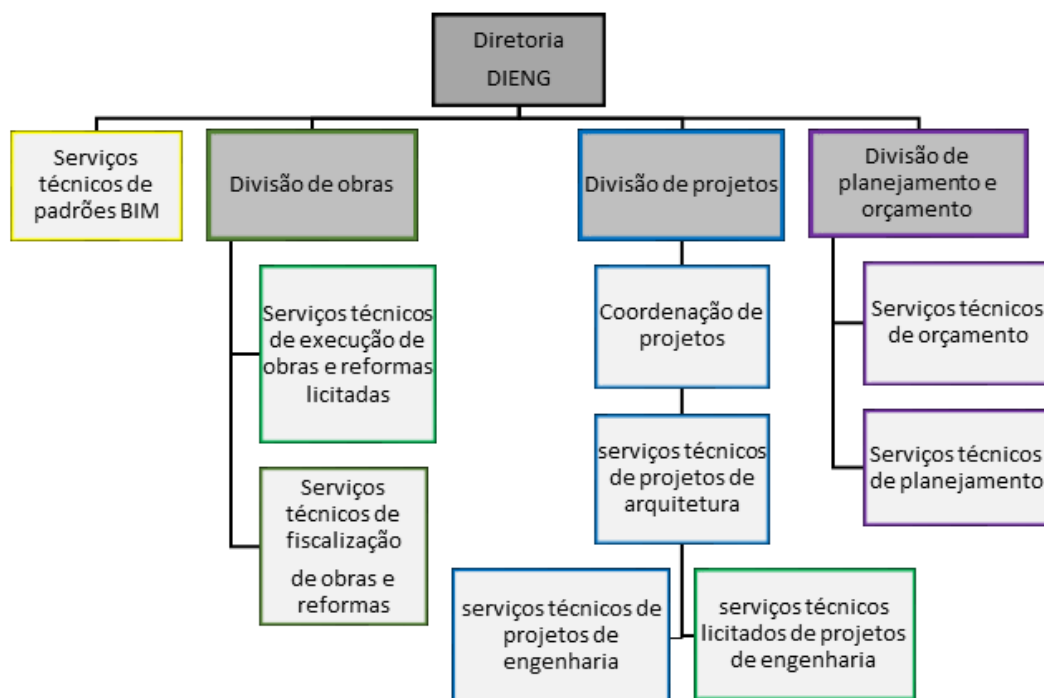 Diretoria
DIENG
Serviços
técnicos de
padrões BIM
Divisão de obras
Divisão de projetos
Divisão de
planejamento e
orçamento
Serviços técnicos
de execução de
obras e reformas
licitadas
Serviços
técnicos de
fiscalização
de obras e
reformas
Coordenação de
projetos
serviços técnicos
de projetos de
arquitetura
serviços técnicos de
projetos de
engenharia
serviços técnicos
licitados de projetos
de engenharia
Serviços técnicos
de orçamento
Serviços técnicos
de planejamento